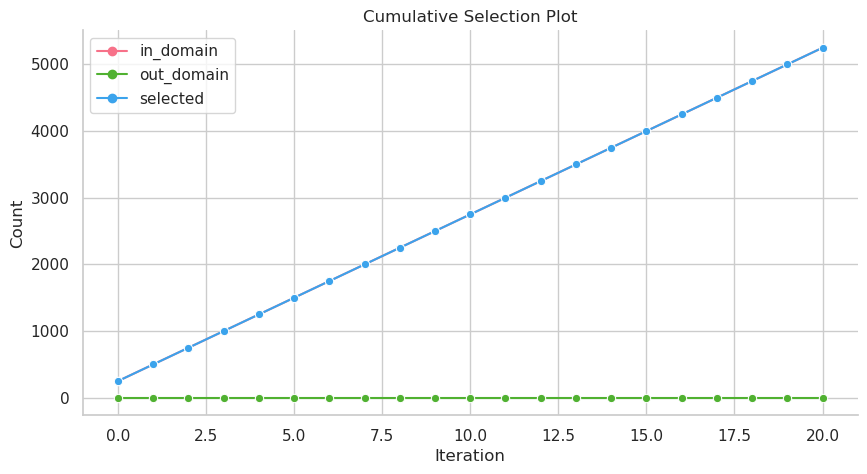 Cumulative Selection Plot
in_domain
out_domain
selected
Count
5000
4000
3000
2000
1000
0
0.0 2.5 5.0 7.5 10.0 12.5 15.0 17.5 20.0
Iteration